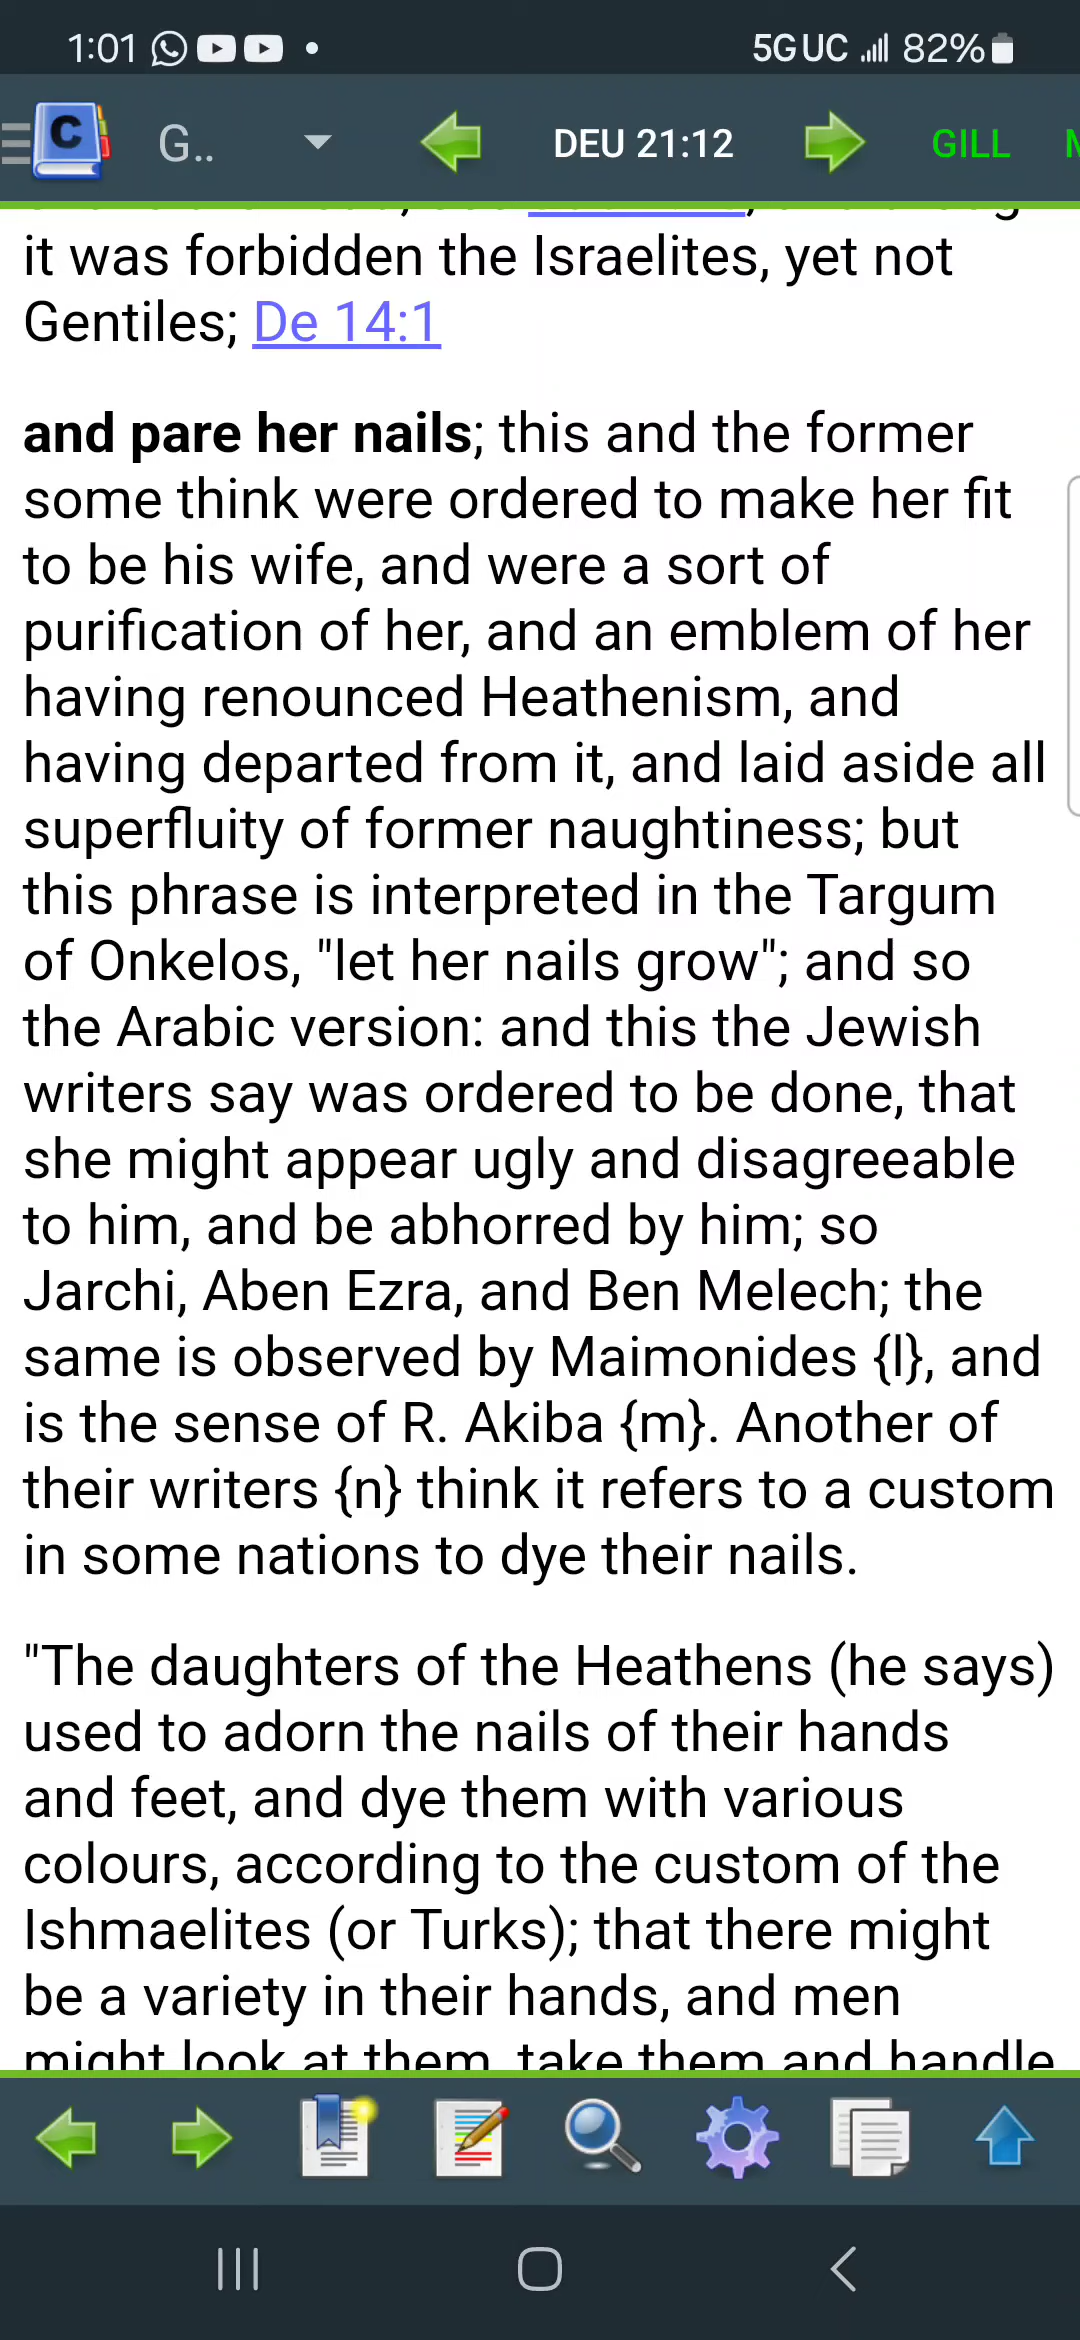 1:01
5G UC 82%
C G.. DEU 21:12 GILL
it was forbidden the Israelites, yet not
Gentiles; De 14:1
and pare her nails; this and the former
some think were ordered to make her fit
to be his wife, and were a sort of
purification of her, and an emblem of her
having renounced Heathenism, and
having departed from it, and laid aside all
superfluity of former naughtiness; but
this phrase is interpreted in the Targum
of Onkelos, "let her nails grow"; and so
the Arabic version: and this the Jewish
writers say was ordered to be done, that
she might appear ugly and disagreeable
to him, and be abhorred by him; so
Jarchi, Aben Ezra, and Ben Melech; the
same is observed by Maimonides {l}, and
is the sense of R. Akiba {m}. Another of
their writers {n} think it refers to a custom
in some nations to dye their nails.
"The daughters of the Heathens (he says)
used to adorn the nails of their hands
and feet, and dye them with various
colours, according to the custom of the
Ishmaelites (or Turks); that there might
be a variety in their hands, and men
might look at them, take them and handle